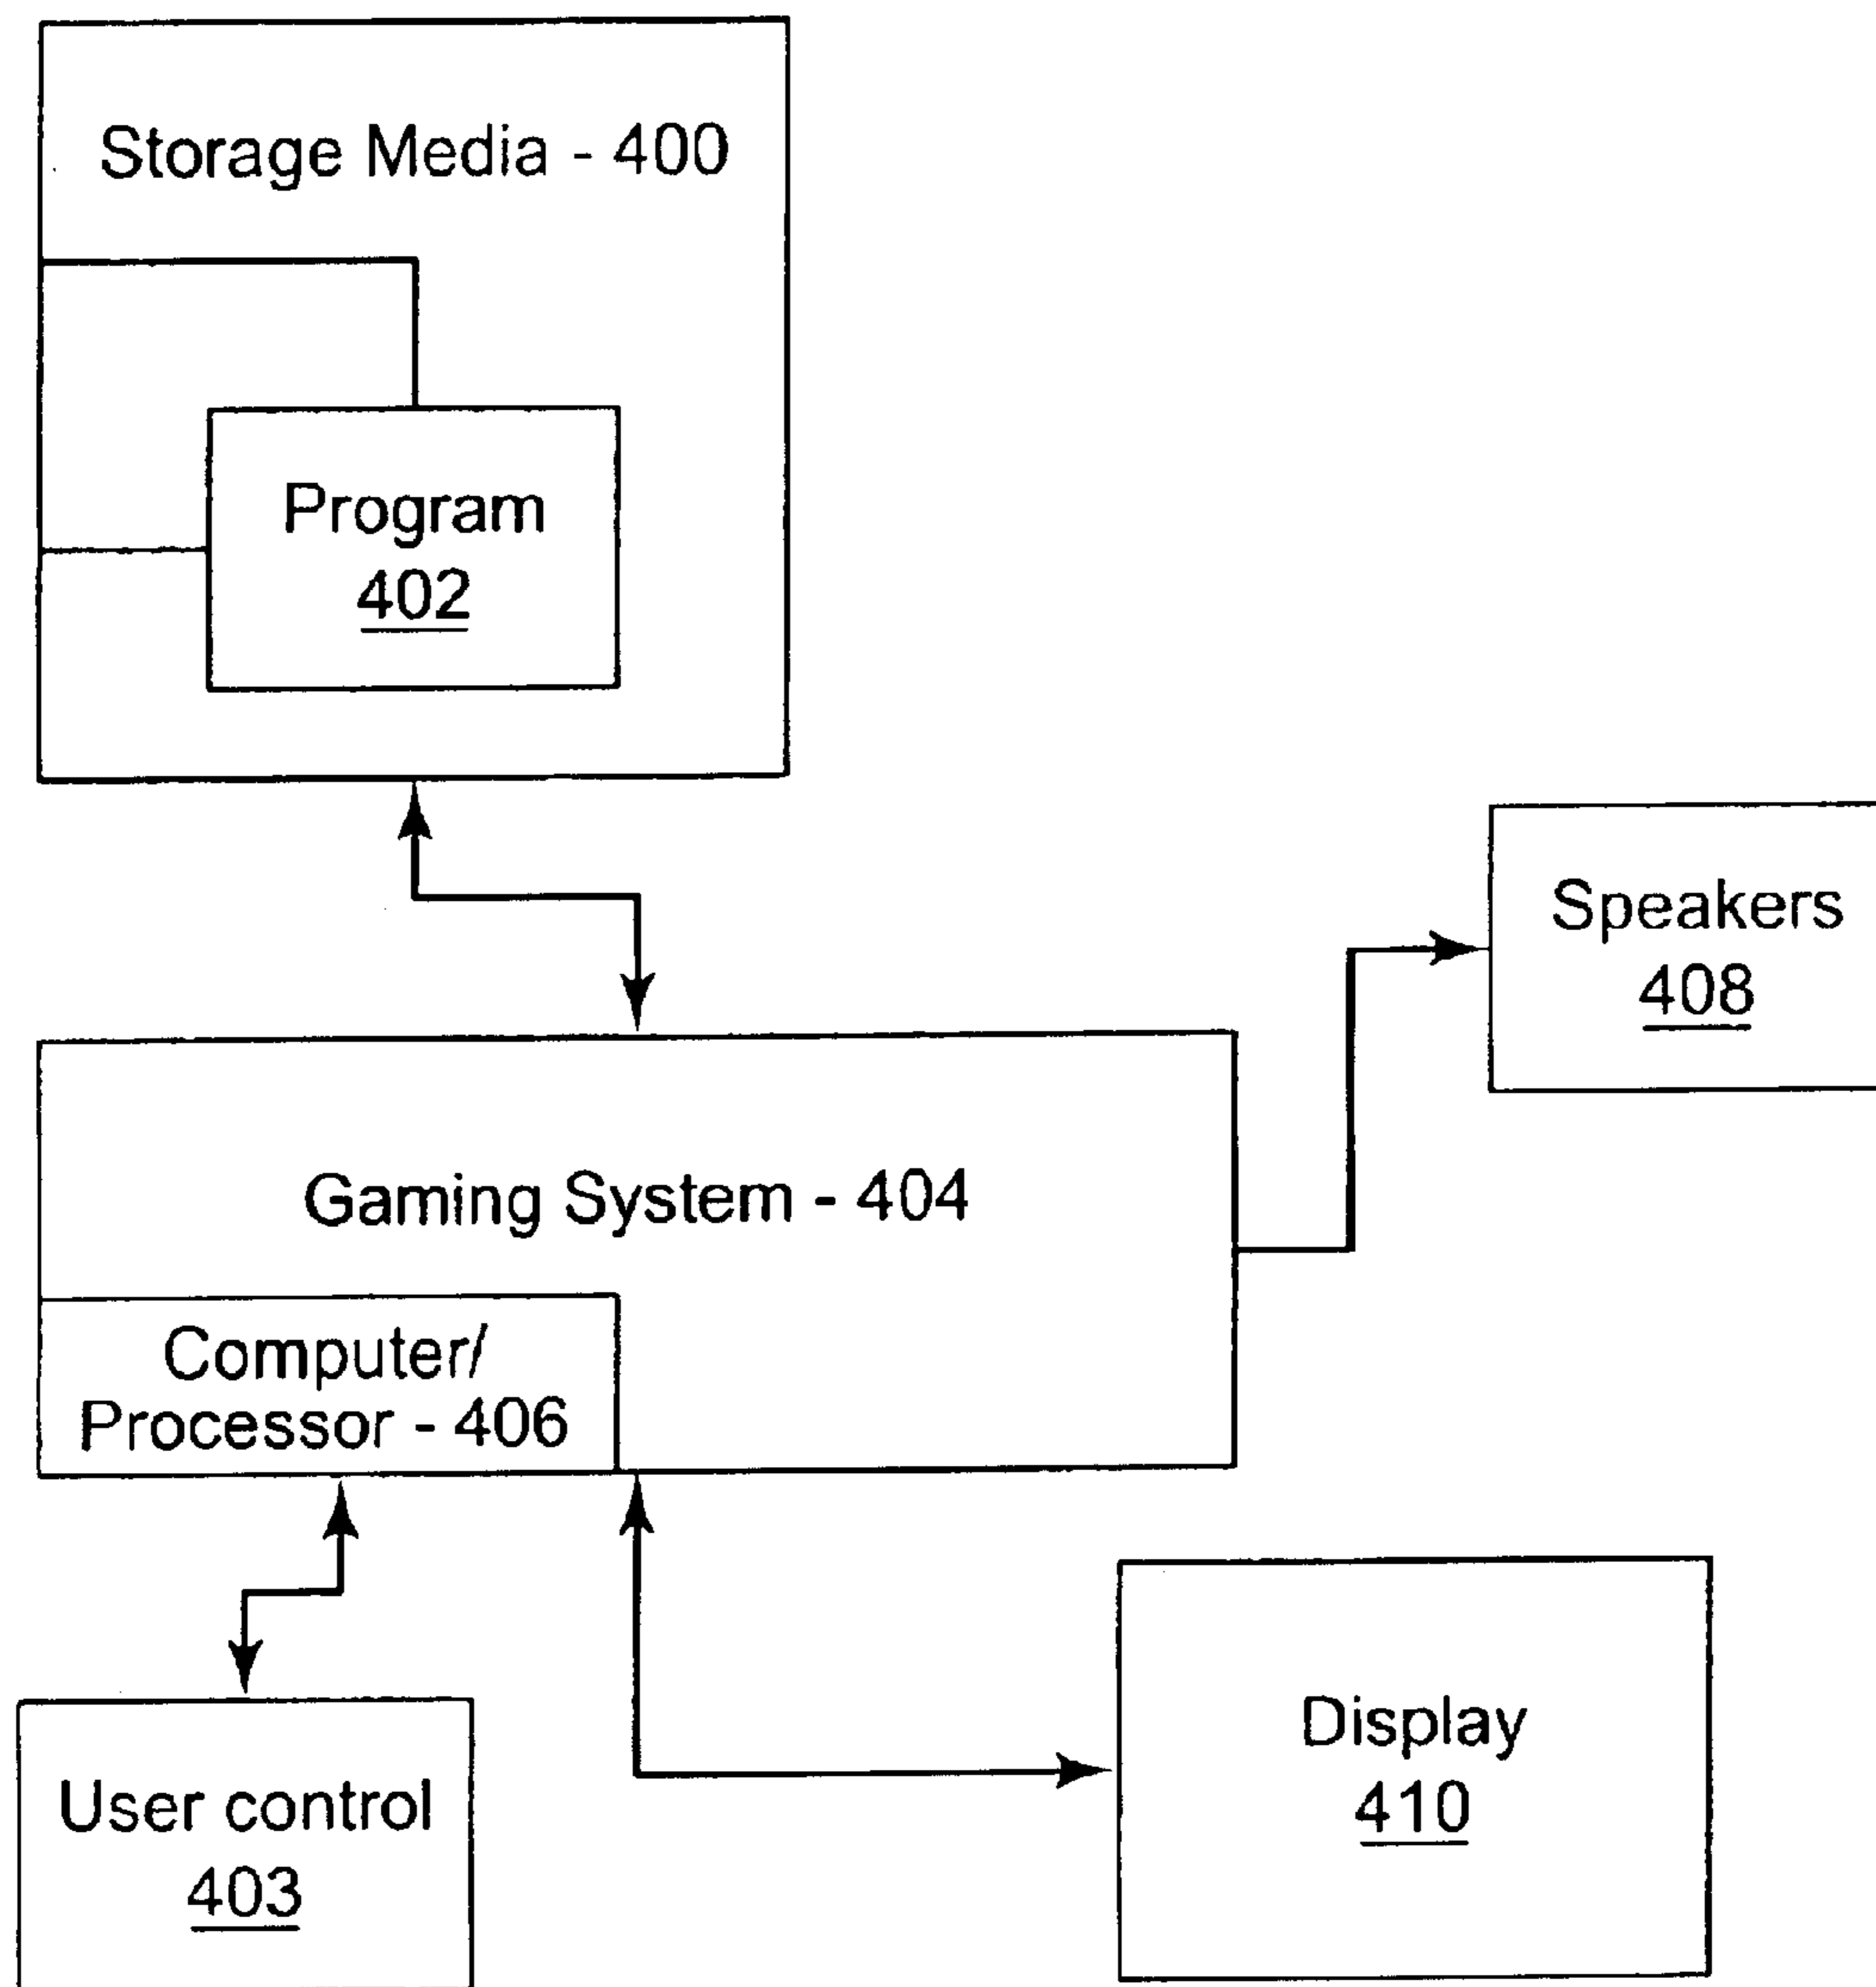 Storage Media - 400
Program
402
Speakers
408
Gaming System - 404
Computer/
Processor - 406
Display
410
User control
403